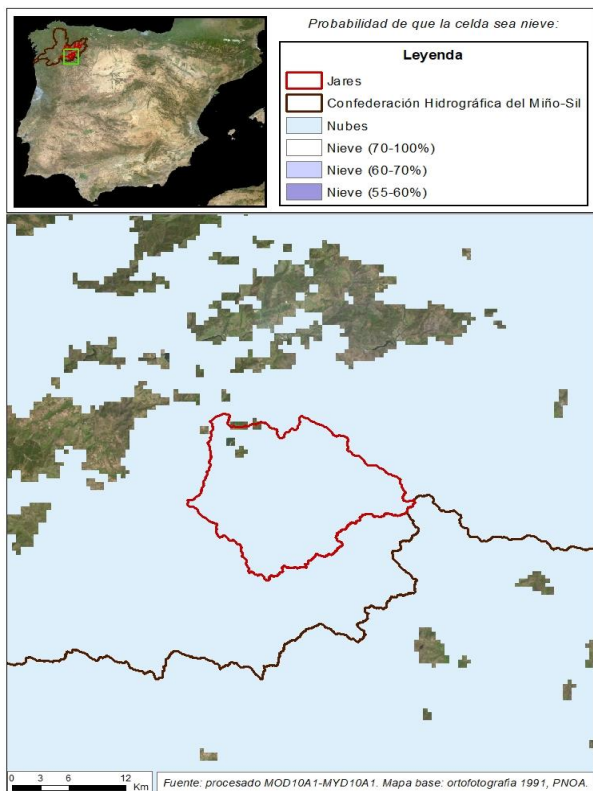 Probabilidad de que la celda sea nieve:
Leyenda
Jares
Confederación Hidrográfica del Miño-Sil
Nubes
Nieve (70-100%)
Nieve (60-70%)
Nieve (55-60%)
0 3 6 12
Km
Fuente: procesado MOD10A1-MYD10A1. Mapa base: ortofotografía 1991, PNOA.